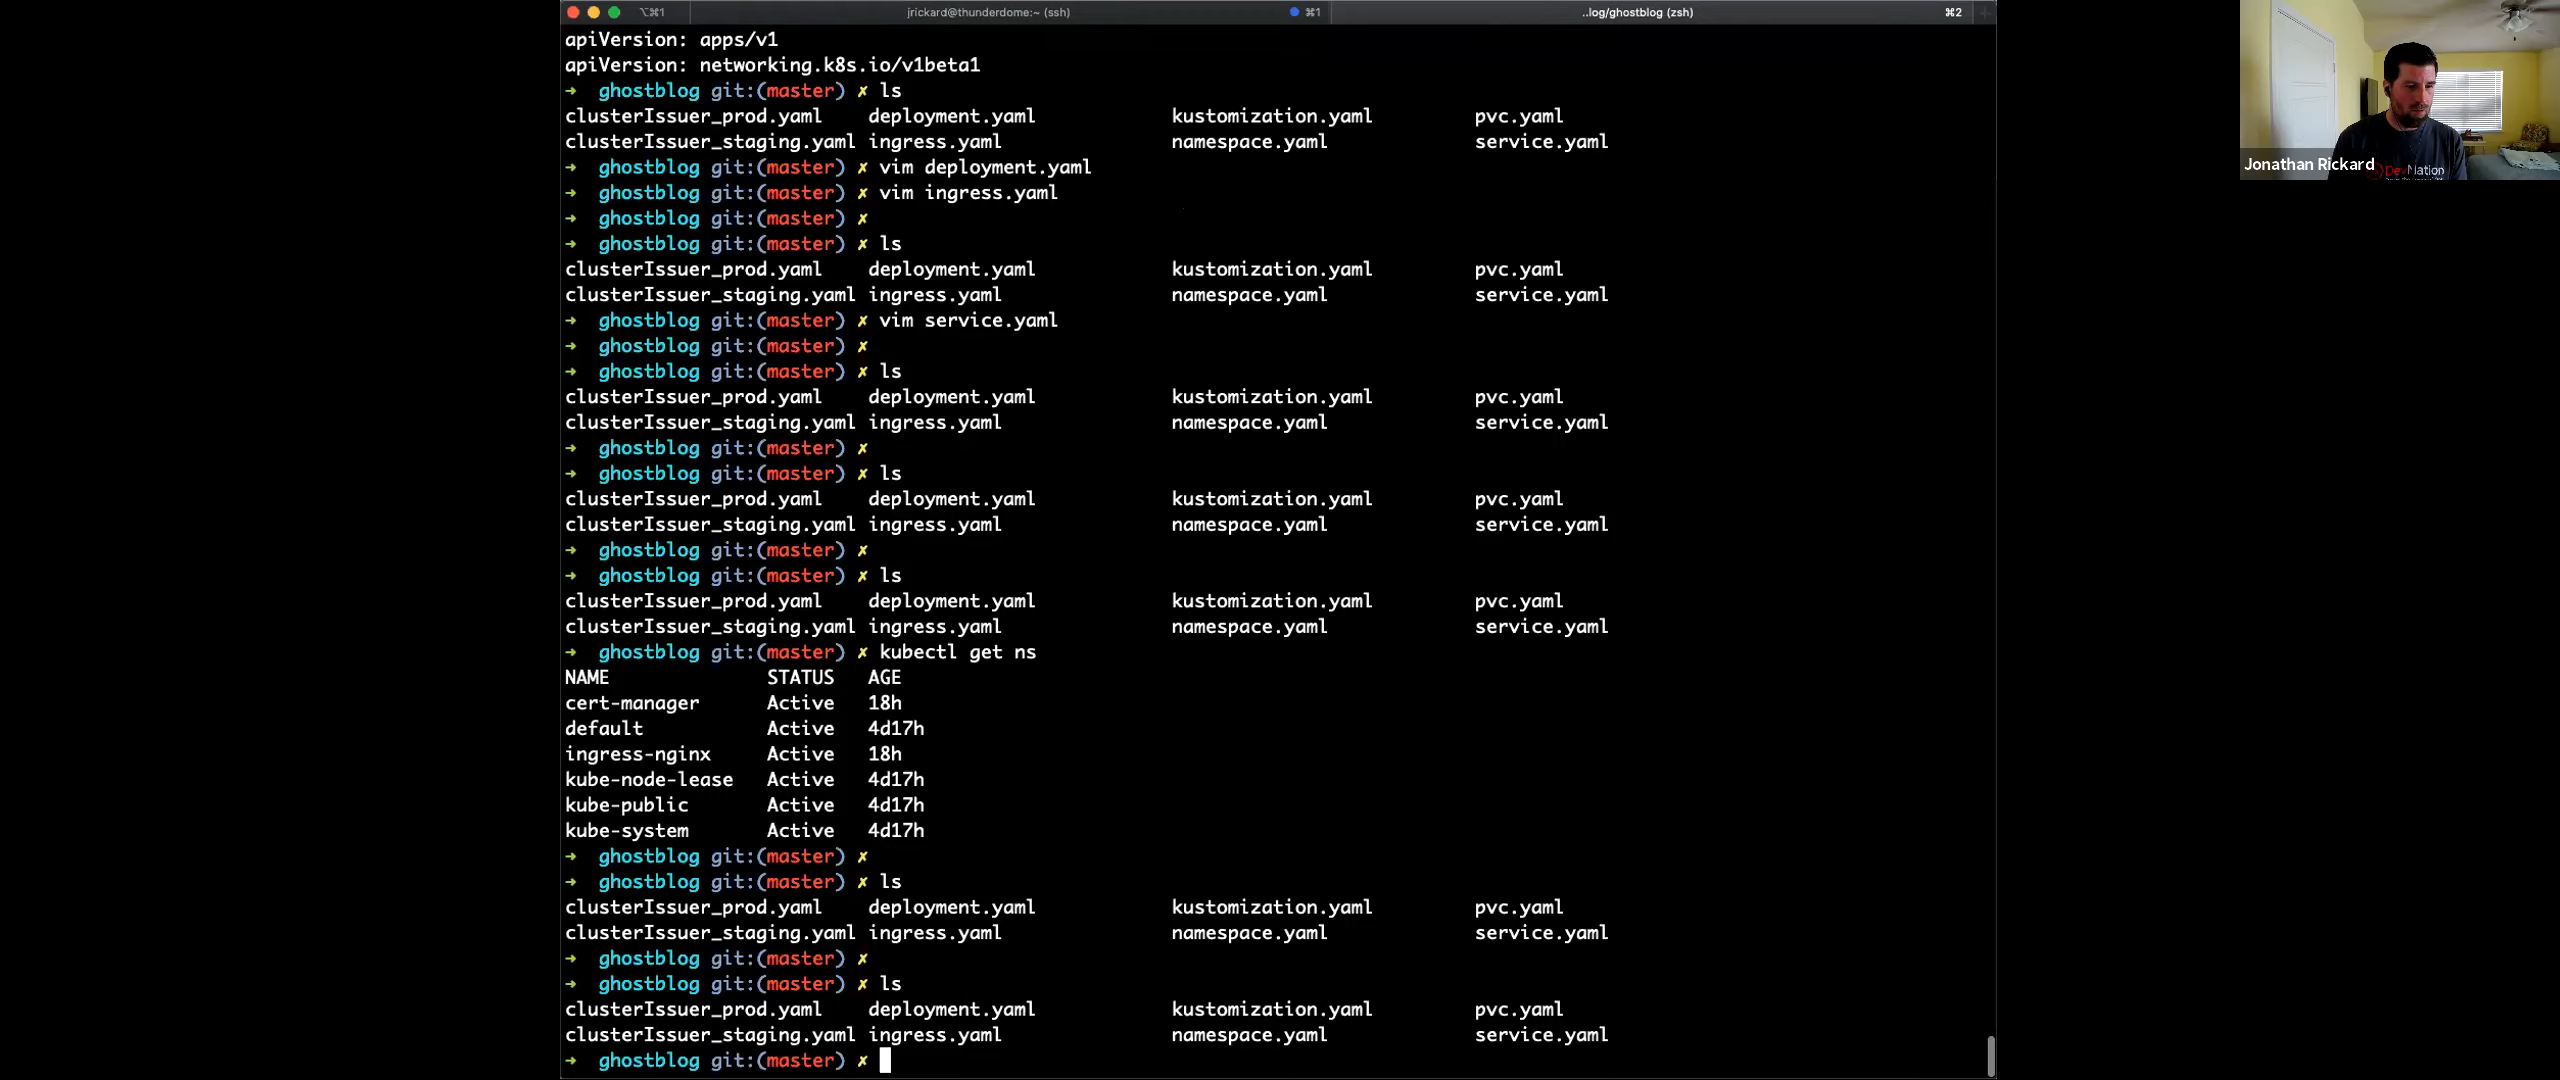 ⌥⌘1 jrickard@thunderdome:~ (ssh) ⌘1 ..log/ghostblog (zsh) ⌘2
apiVersion: apps/v1
apiVersion: networking.k8s.io/v1beta1
➜ ghostblog git:(master) ✗ ls
clusterIssuer_prod.yaml deployment.yaml kustomization.yaml pvc.yaml
clusterIssuer_staging.yaml ingress.yaml namespace.yaml service.yaml
➜ ghostblog git:(master) ✗ vim deployment.yaml
➜ ghostblog git:(master) ✗ vim ingress.yaml
➜ ghostblog git:(master) ✗
➜ ghostblog git:(master) ✗ ls
clusterIssuer_prod.yaml deployment.yaml kustomization.yaml pvc.yaml
clusterIssuer_staging.yaml ingress.yaml namespace.yaml service.yaml
➜ ghostblog git:(master) ✗ vim service.yaml
➜ ghostblog git:(master) ✗
➜ ghostblog git:(master) ✗ ls
clusterIssuer_prod.yaml deployment.yaml kustomization.yaml pvc.yaml
clusterIssuer_staging.yaml ingress.yaml namespace.yaml service.yaml
➜ ghostblog git:(master) ✗
➜ ghostblog git:(master) ✗ ls
clusterIssuer_prod.yaml deployment.yaml kustomization.yaml pvc.yaml
clusterIssuer_staging.yaml ingress.yaml namespace.yaml service.yaml
➜ ghostblog git:(master) ✗
➜ ghostblog git:(master) ✗ ls
clusterIssuer_prod.yaml deployment.yaml kustomization.yaml pvc.yaml
clusterIssuer_staging.yaml ingress.yaml namespace.yaml service.yaml
➜ ghostblog git:(master) ✗ kubectl get ns
NAME STATUS AGE
cert-manager Active 18h
default Active 4d17h
ingress-nginx Active 18h
kube-node-lease Active 4d17h
kube-public Active 4d17h
kube-system Active 4d17h
➜ ghostblog git:(master) ✗
➜ ghostblog git:(master) ✗ ls
clusterIssuer_prod.yaml deployment.yaml kustomization.yaml pvc.yaml
clusterIssuer_staging.yaml ingress.yaml namespace.yaml service.yaml
➜ ghostblog git:(master) ✗
➜ ghostblog git:(master) ✗ ls
clusterIssuer_prod.yaml deployment.yaml kustomization.yaml pvc.yaml
clusterIssuer_staging.yaml ingress.yaml namespace.yaml service.yaml
➜ ghostblog git:(master) ✗
Jonathan Rickard
DevNation